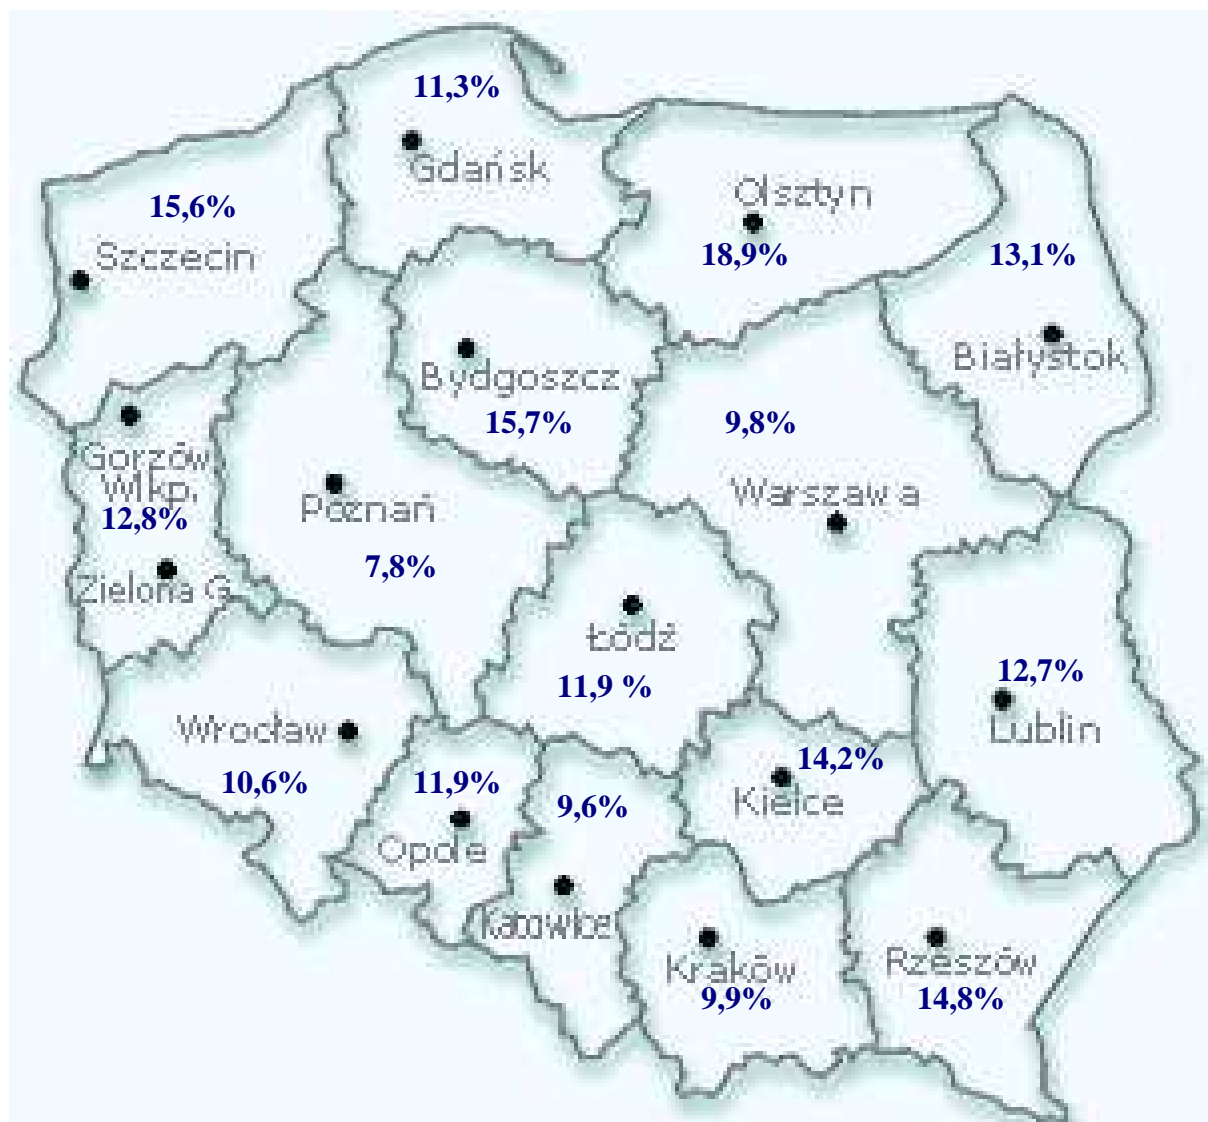 11,3%
Gdańsk
Olsztyn
18,9%
15,6%
Szczecin
13,1%
Białystok
Bydgoszcz
15,7%
9,8%
Warszawa
Gorzów
Wlkp.
12,8%
Zielona G.
Poznań
7,8%
Łódź
11,9 %
12,7%
Lublin
Wrocław
10,6%
11,9%
Opole
9,6%
Katowice
14,2%
Kielce
Kraków
9,9%
Rzeszów
14,8%